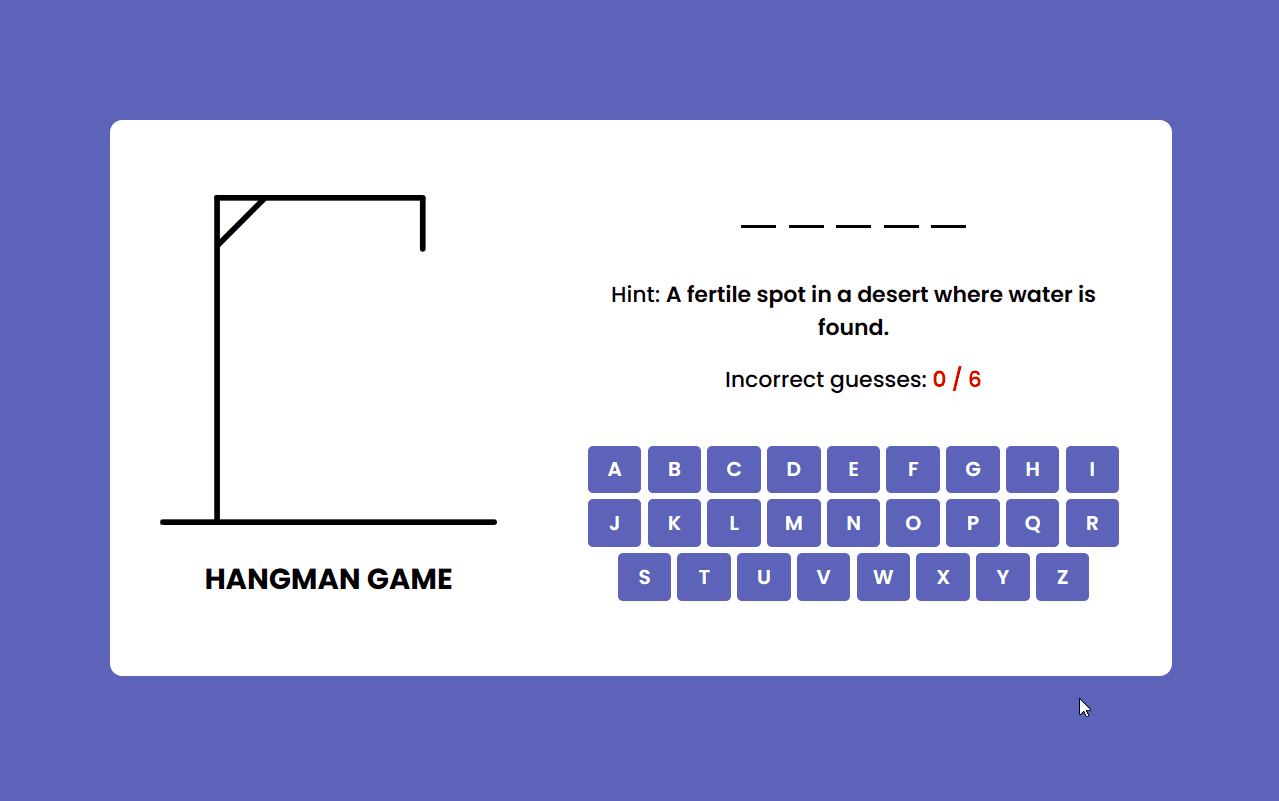 Hint: A fertile spot in a desert where water is
found.
Incorrect guesses: 0 / 6
A B C D E F G H I
J K L M N O P Q R
S T U V W X Y Z
HANGMAN GAME